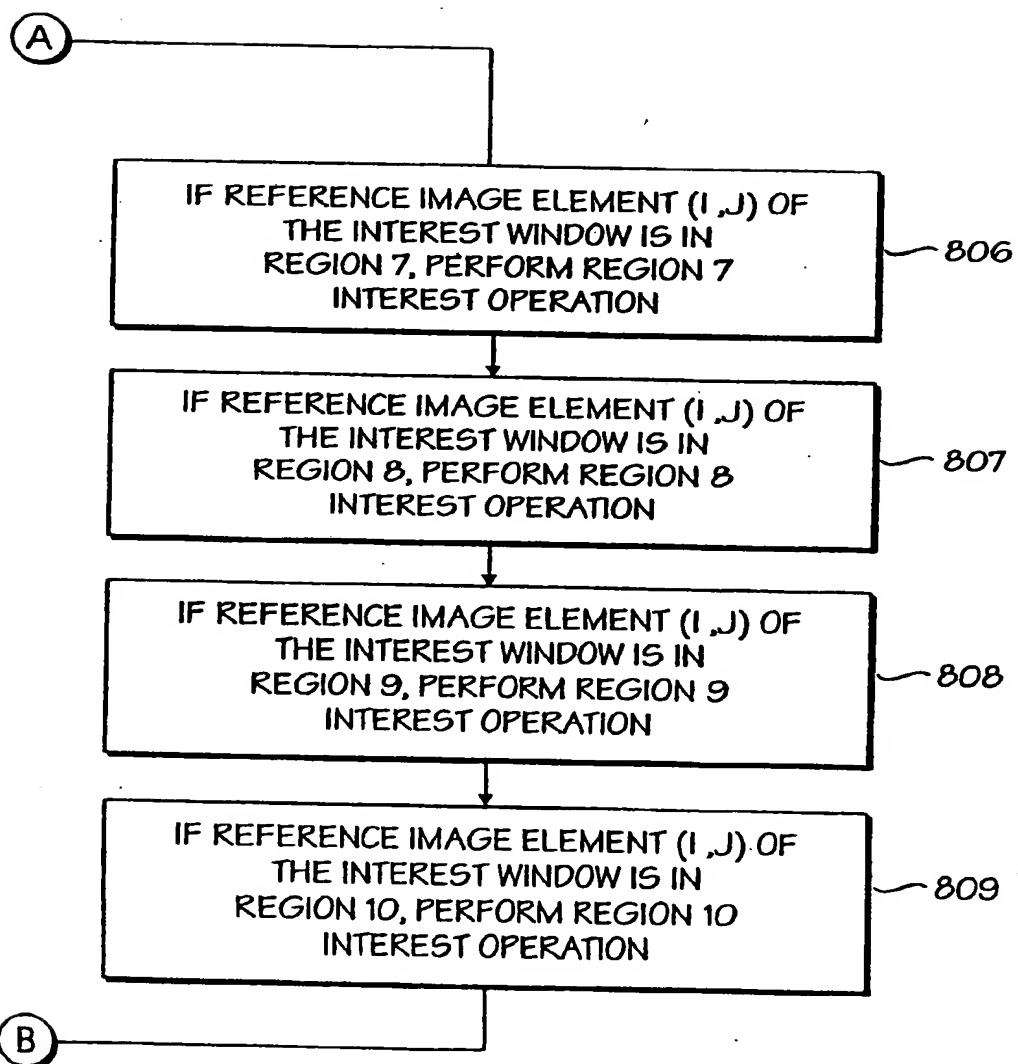 A
IF REFERENCE IMAGE ELEMENT (I ,J) OF
THE INTEREST WINDOW IS IN
REGION 7, PERFORM REGION 7
INTEREST OPERATION
806
IF REFERENCE IMAGE ELEMENT (I ,J) OF
THE INTEREST WINDOW IS IN
REGION 8, PERFORM REGION 8
INTEREST OPERATION
807
IF REFERENCE IMAGE ELEMENT (I ,J) OF
THE INTEREST WINDOW IS IN
REGION 9, PERFORM REGION 9
INTEREST OPERATION
808
IF REFERENCE IMAGE ELEMENT (I ,J) OF
THE INTEREST WINDOW IS IN
REGION 10, PERFORM REGION 10
INTEREST OPERATION
809
B